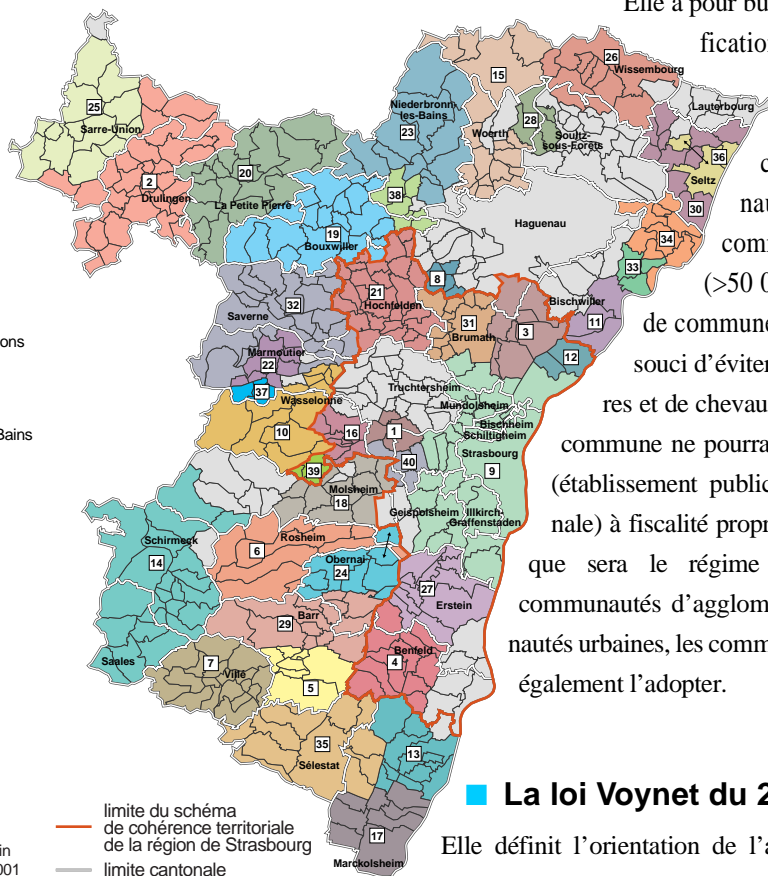 Elle a pour bu
fication
c
nau
comm
(>50 0
de commune
souci d'éviter
res et de chevau
commune ne pourra
(établissement public
nale) à fiscalité propr
que sera le régime
communautés d'agglom
nautés urbaines, les comm
également l'adopter.
La loi Voynet du 2
Elle définit l'orientation de l'a
ons
Bains
in
001
limite du schéma
de cohérence territoriale
de la région de Strasbourg
limite cantonale
25
Sarre-Union
2
Drulingen
20
La Petite Pierre
19
Bouxwiller
Niederbronn-
les-Bains
23
38
15
Woerth
28
Soultz-
sous-Forêts
26
Wissembourg
Lauterbourg
36
Seltz
30
34
33
Haguenau
8
21
Hochfelden
31
Brumath
3
Bischwiller
11
12
32
Saverne
Marmoutier
22
37
Wasselonne
10
Truchtersheim
Mundolsheim
Bischheim
Schiltigheim
Strasbourg
9
16
1
40
39
Molsheim
18
Geispolsheim
Illkirch-
Graffenstaden
Schirmeck
14
6
Rosheim
Obernai
24
27
Erstein
29
Barr
Saales
7
Villé
5
4
Benfeld
35
Sélestat
13
17
Marckolsheim